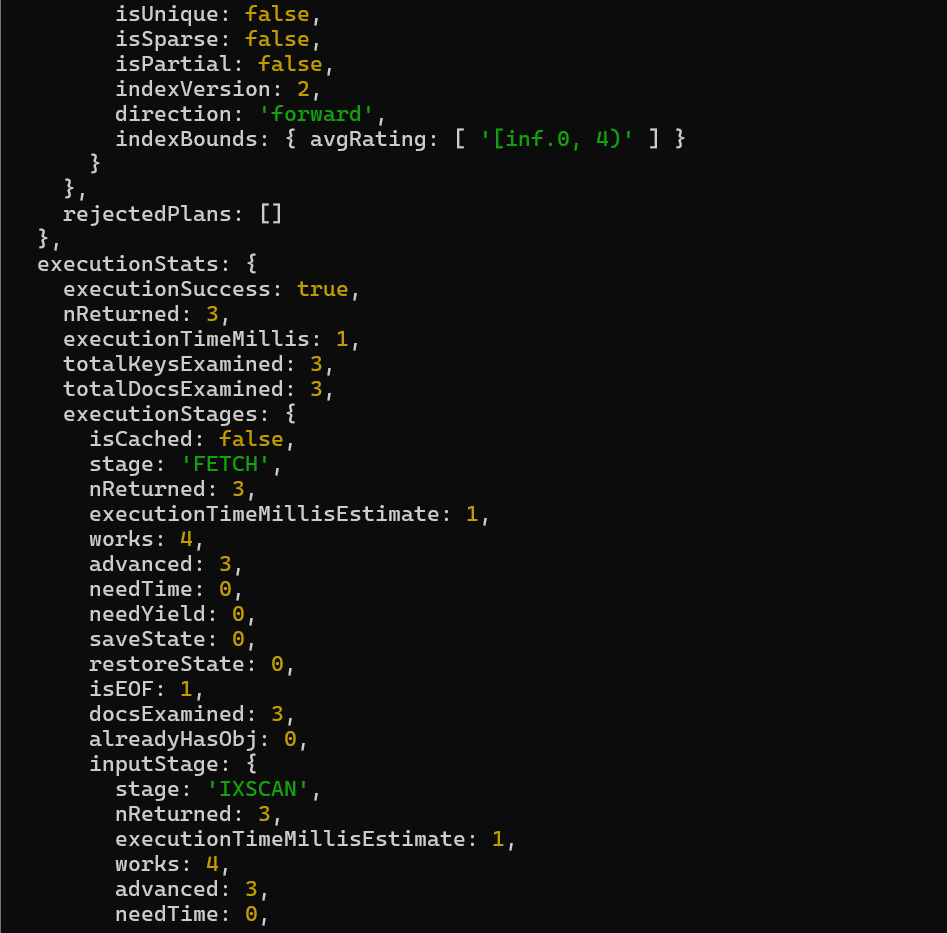 isUnique: false,
isSparse: false,
isPartial: false,
indexVersion: 2,
direction: 'forward',
indexBounds: { avgRating: [ '[inf.0, 4)' ] }
}
},
rejectedPlans: []
},
executionStats: {
executionSuccess: true,
nReturned: 3,
executionTimeMillis: 1,
totalKeysExamined: 3,
totalDocsExamined: 3,
executionStages: {
isCached: false,
stage: 'FETCH',
nReturned: 3,
executionTimeMillisEstimate: 1,
works: 4,
advanced: 3,
needTime: 0,
needYield: 0,
saveState: 0,
restoreState: 0,
isEOF: 1,
docsExamined: 3,
alreadyHasObj: 0,
inputStage: {
stage: 'IXSCAN',
nReturned: 3,
executionTimeMillisEstimate: 1,
works: 4,
advanced: 3,
needTime: 0,